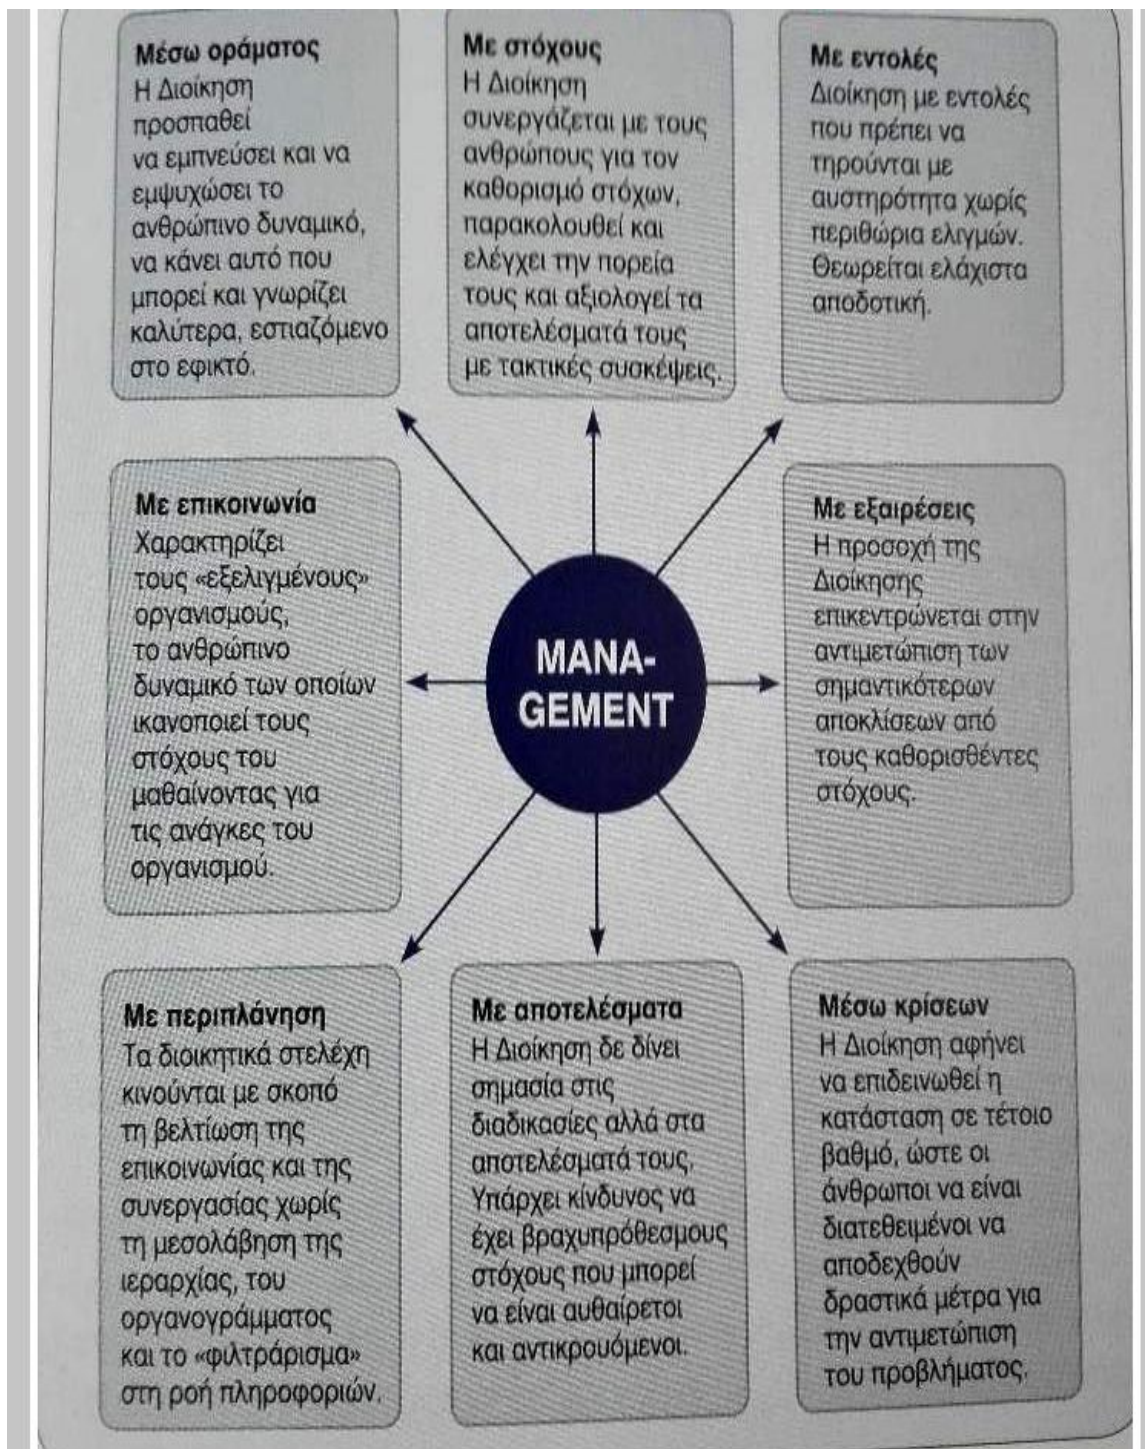 Μέσω οράματος
Η Διοίκηση
προσπαθεί
να εμπνεύσει και να
εμψυχώσει το
ανθρώπινο δυναμικό,
να κάνει αυτό που
μπορεί και γνωρίζει
καλύτερα, εστιαζόμενο
στο εφικτό.
Με στόχους
Η Διοίκηση
συνεργάζεται με τους
ανθρώπους για τον
καθορισμό στόχων,
παρακολουθεί και
ελέγχει την πορεία
τους και αξιολογεί τα
αποτελέσματά τους
με τακτικές συσκέψεις.
Με εντολές
Διοίκηση με εντολές
που πρέπει να
τηρούνται με
αυστηρότητα χωρίς
περιθώρια ελιγμών.
Θεωρείται ελάχιστα
αποδοτική.
Με επικοινωνία
Χαρακτηρίζει
τους «εξελιγμένους»
οργανισμούς,
το ανθρώπινο
δυναμικό των οποίων
ικανοποιεί τους
στόχους του
μαθαίνοντας για
τις ανάγκες του
οργανισμού.
MANA-
GEMENT
Με εξαιρέσεις
Η προσοχή της
Διοίκησης
επικεντρώνεται στην
αντιμετώπιση των
σημαντικότερων
αποκλίσεων από
τους καθορισθέντες
στόχους.
Με περιπλάνηση
Τα διοικητικά στελέχη
κινούνται με σκοπό
τη βελτίωση της
επικοινωνίας και της
συνεργασίας χωρίς
τη μεσολάβηση της
ιεραρχίας, του
οργανογράμματος
και το «φιλτράρισμα»
στη ροή πληροφοριών.
Με αποτελέσματα
Η Διοίκηση δε δίνει
σημασία στις
διαδικασίες αλλά στα
αποτελέσματά τους.
Υπάρχει κίνδυνος να
έχει βραχυπρόθεσμους
στόχους που μπορεί
να είναι αυθαίρετοι
και αντικρουόμενοι.
Μέσω κρίσεων
Η Διοίκηση αφήνει
να επιδεινωθεί η
κατάσταση σε τέτοιο
βαθμό, ώστε οι
άνθρωποι να είναι
διατεθειμένοι να
αποδεχθούν
δραστικά μέτρα για
την αντιμετώπιση
του προβλήματος.